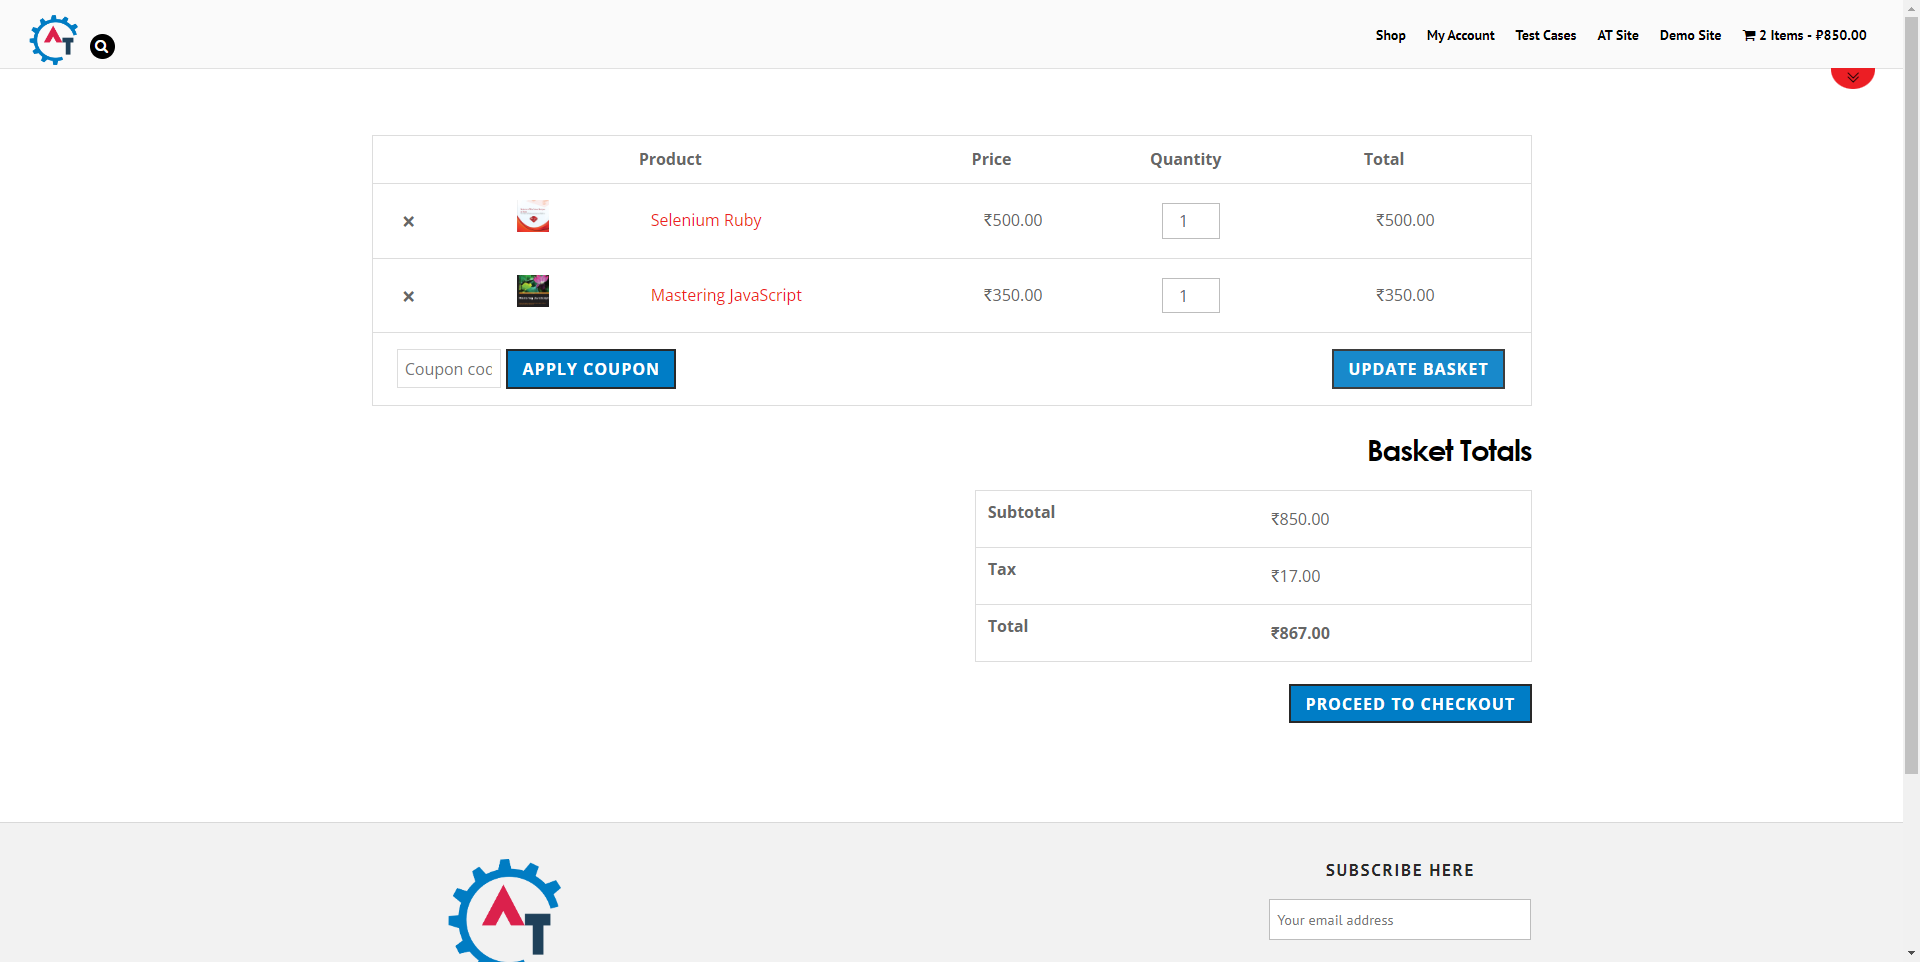 AT
Shop My Account Test Cases AT Site Demo Site 2 Items - ₽850.00
Product Price Quantity Total
× Selenium Ruby ₹500.00 1 ₹500.00
× Mastering JavaScript ₹350.00 1 ₹350.00
Coupon coc APPLY COUPON UPDATE BASKET
Basket Totals
Subtotal ₹850.00
Tax ₹17.00
Total ₹867.00
PROCEED TO CHECKOUT
AT
SUBSCRIBE HERE
Your email address